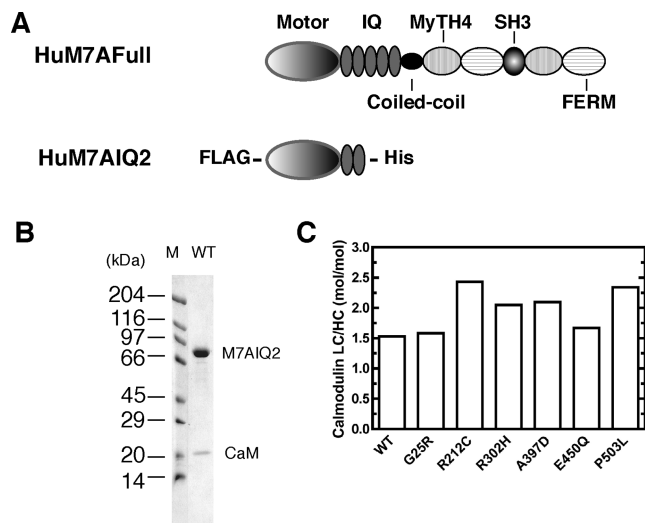 A
Motor IQ MyTH4 SH3
HuM7AFull
Coiled-coil FERM
HuM7AIQ2 FLAG His
B
(kDa) M WT
204
116
97
66
45
29
20
14
M7AIQ2
CaM
C
Calmodulin LC/HC (mol/mol)
3.0
2.5
2.0
1.5
1.0
0.5
0.0
WT G25R R212C R302H A397D E450Q P503L